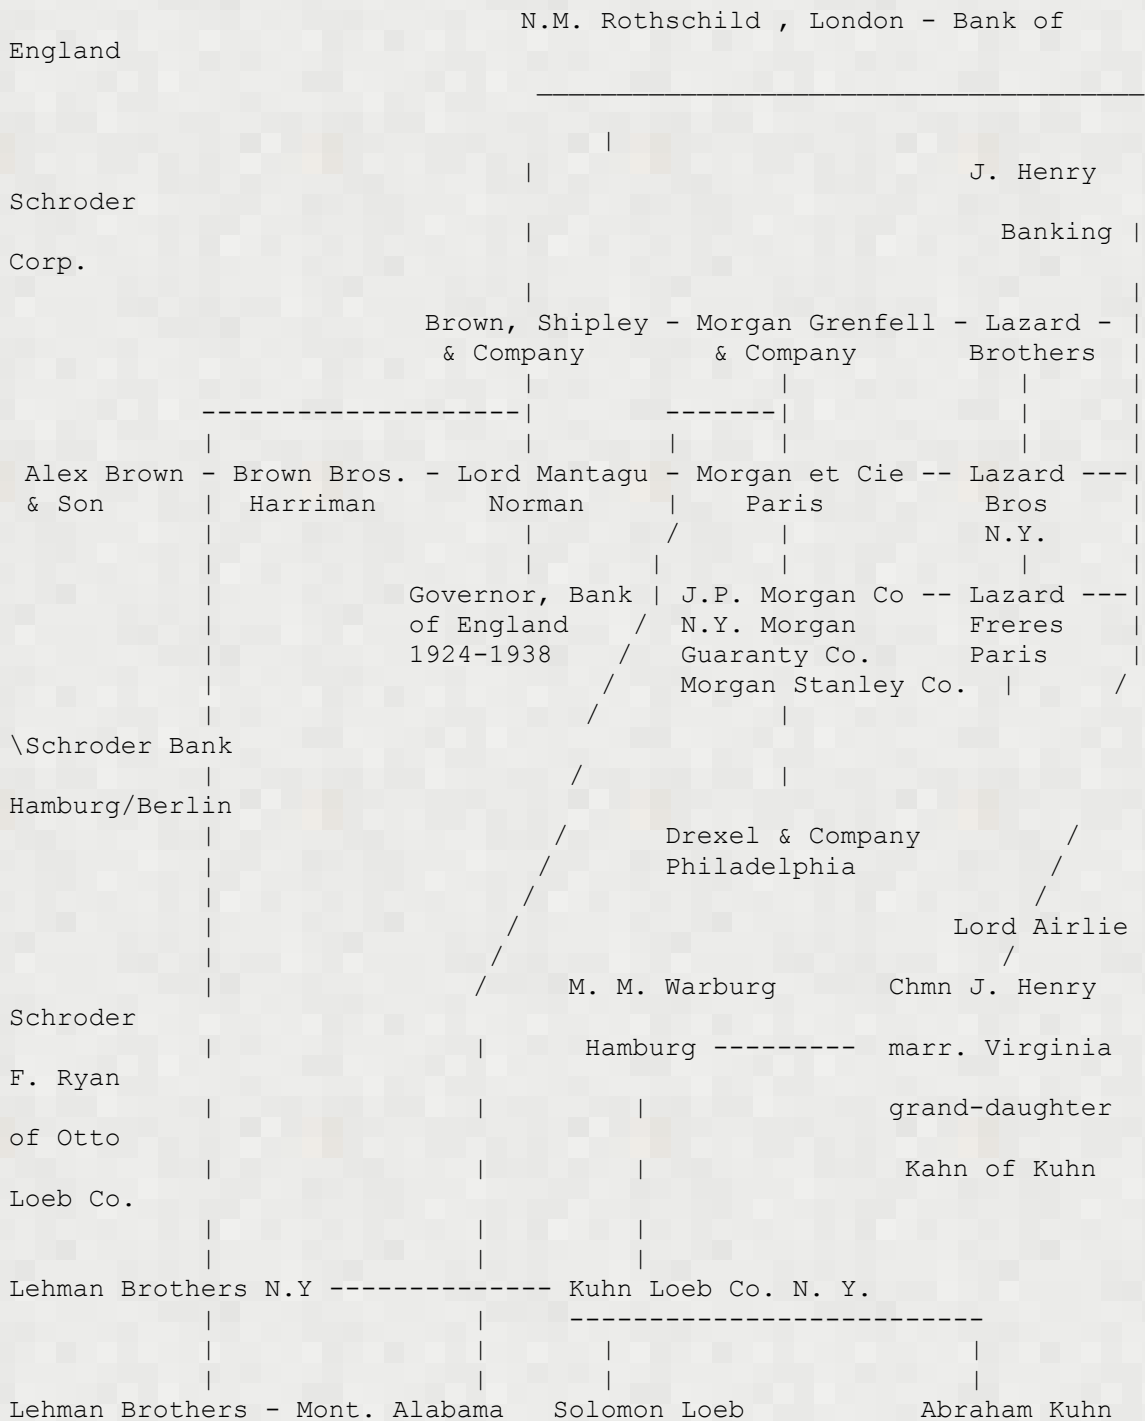 N.M. Rothschild , London - Bank of
England
________________________________________
|
| J. Henry
Schroder
| Banking |
Corp.
| |
Brown, Shipley - Morgan Grenfell - Lazard - |
& Company & Company Brothers |
| | | |
--------------------| -------| | |
| | | | | |
Alex Brown - Brown Bros. - Lord Mantagu - Morgan et Cie -- Lazard ---|
& Son | Harriman Norman | Paris Bros |
| | / | N.Y. |
| | | | | |
| Governor, Bank | J.P. Morgan Co -- Lazard ---|
| of England / N.Y. Morgan Freres |
| 1924-1938 / Guaranty Co. Paris |
| / Morgan Stanley Co. | /
| / |
\Schroder Bank
| / |
Hamburg/Berlin
| / Drexel & Company /
| / Philadelphia /
| / /
| / Lord Airlie
| / /
| / M. M. Warburg Chmn J. Henry
Schroder
| | Hamburg --------- marr. Virginia
F. Ryan
| | | grand-daughter
of Otto
| | | Kahn of Kuhn
Loeb Co.
| | |
| | |
Lehman Brothers N.Y -------------- Kuhn Loeb Co. N. Y.
| | --------------------------
| | | |
| | | |
Lehman Brothers - Mont. Alabama Solomon Loeb Abraham Kuhn